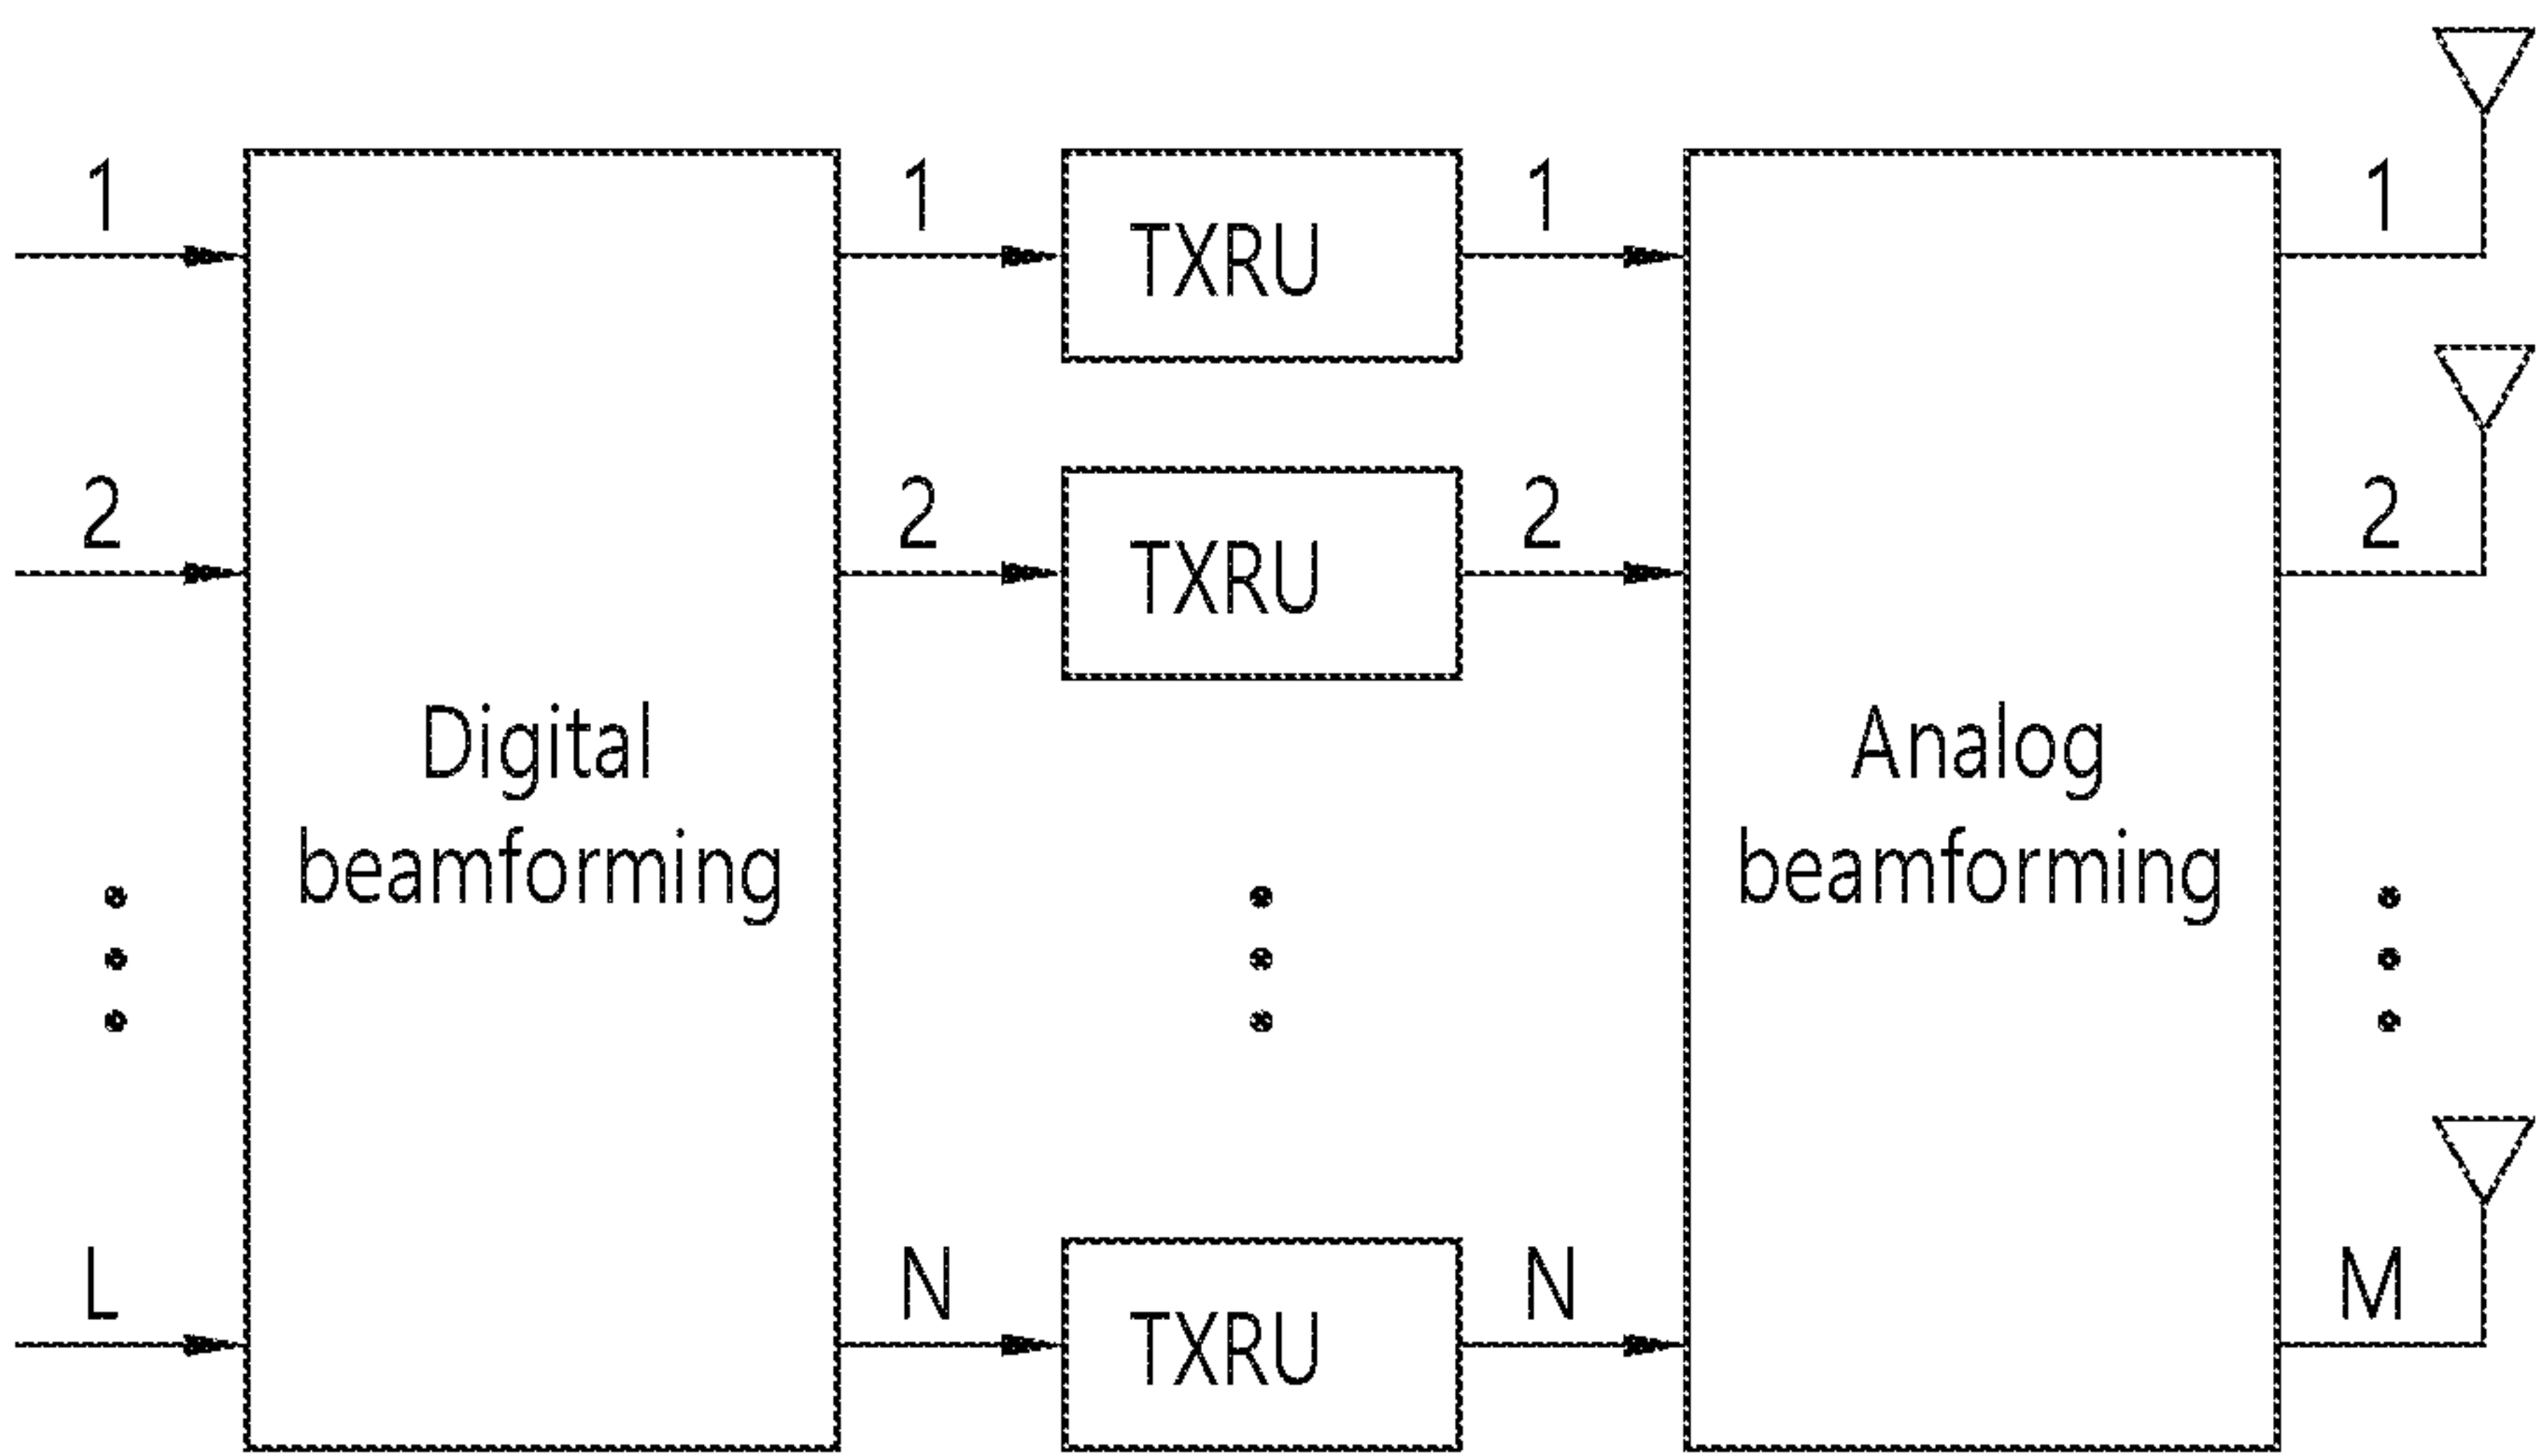 1 1 1 1
TXRU
2 2 2 2
TXRU
Digital
beamforming
Analog
beamforming
L N N M
TXRU